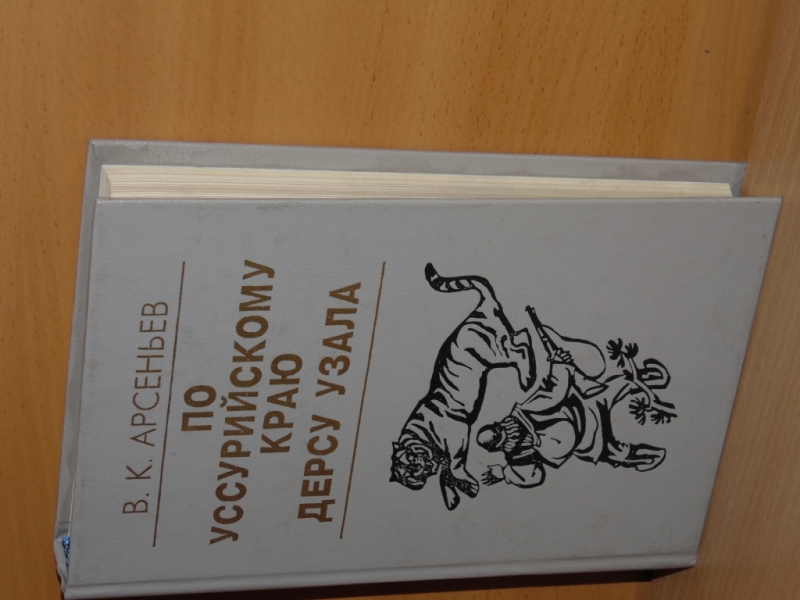 В. К. АРСЕНЬЕВ
ПО
УССУРИЙСКОМУ
КРАЮ
ДЕРСУ УЗАЛА